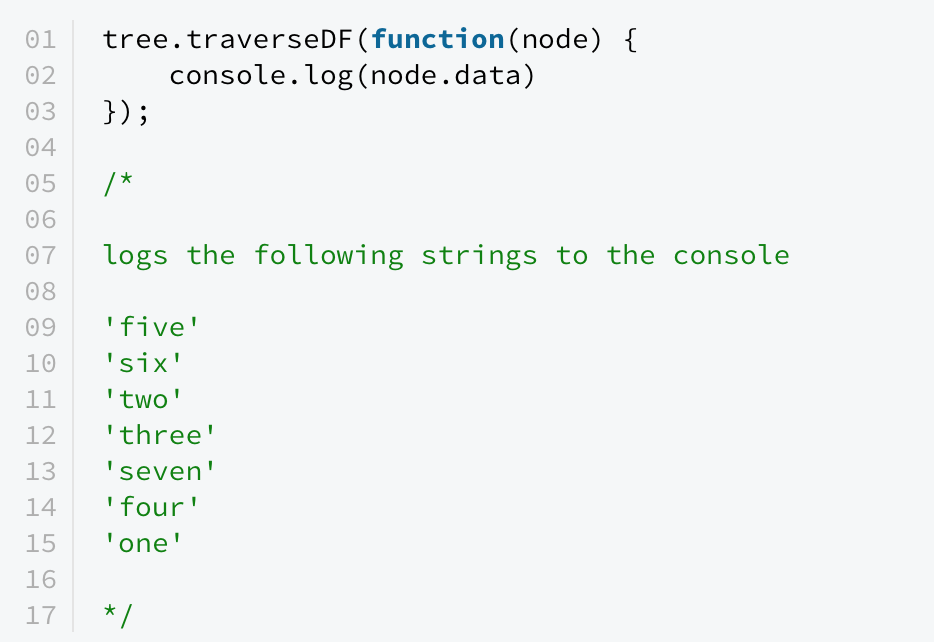 01 tree.traverseDF(function(node) {
02     console.log(node.data)
03 });
04
05 /*
06
07 logs the following strings to the console
08
09 'five'
10 'six'
11 'two'
12 'three'
13 'seven'
14 'four'
15 'one'
16
17 */